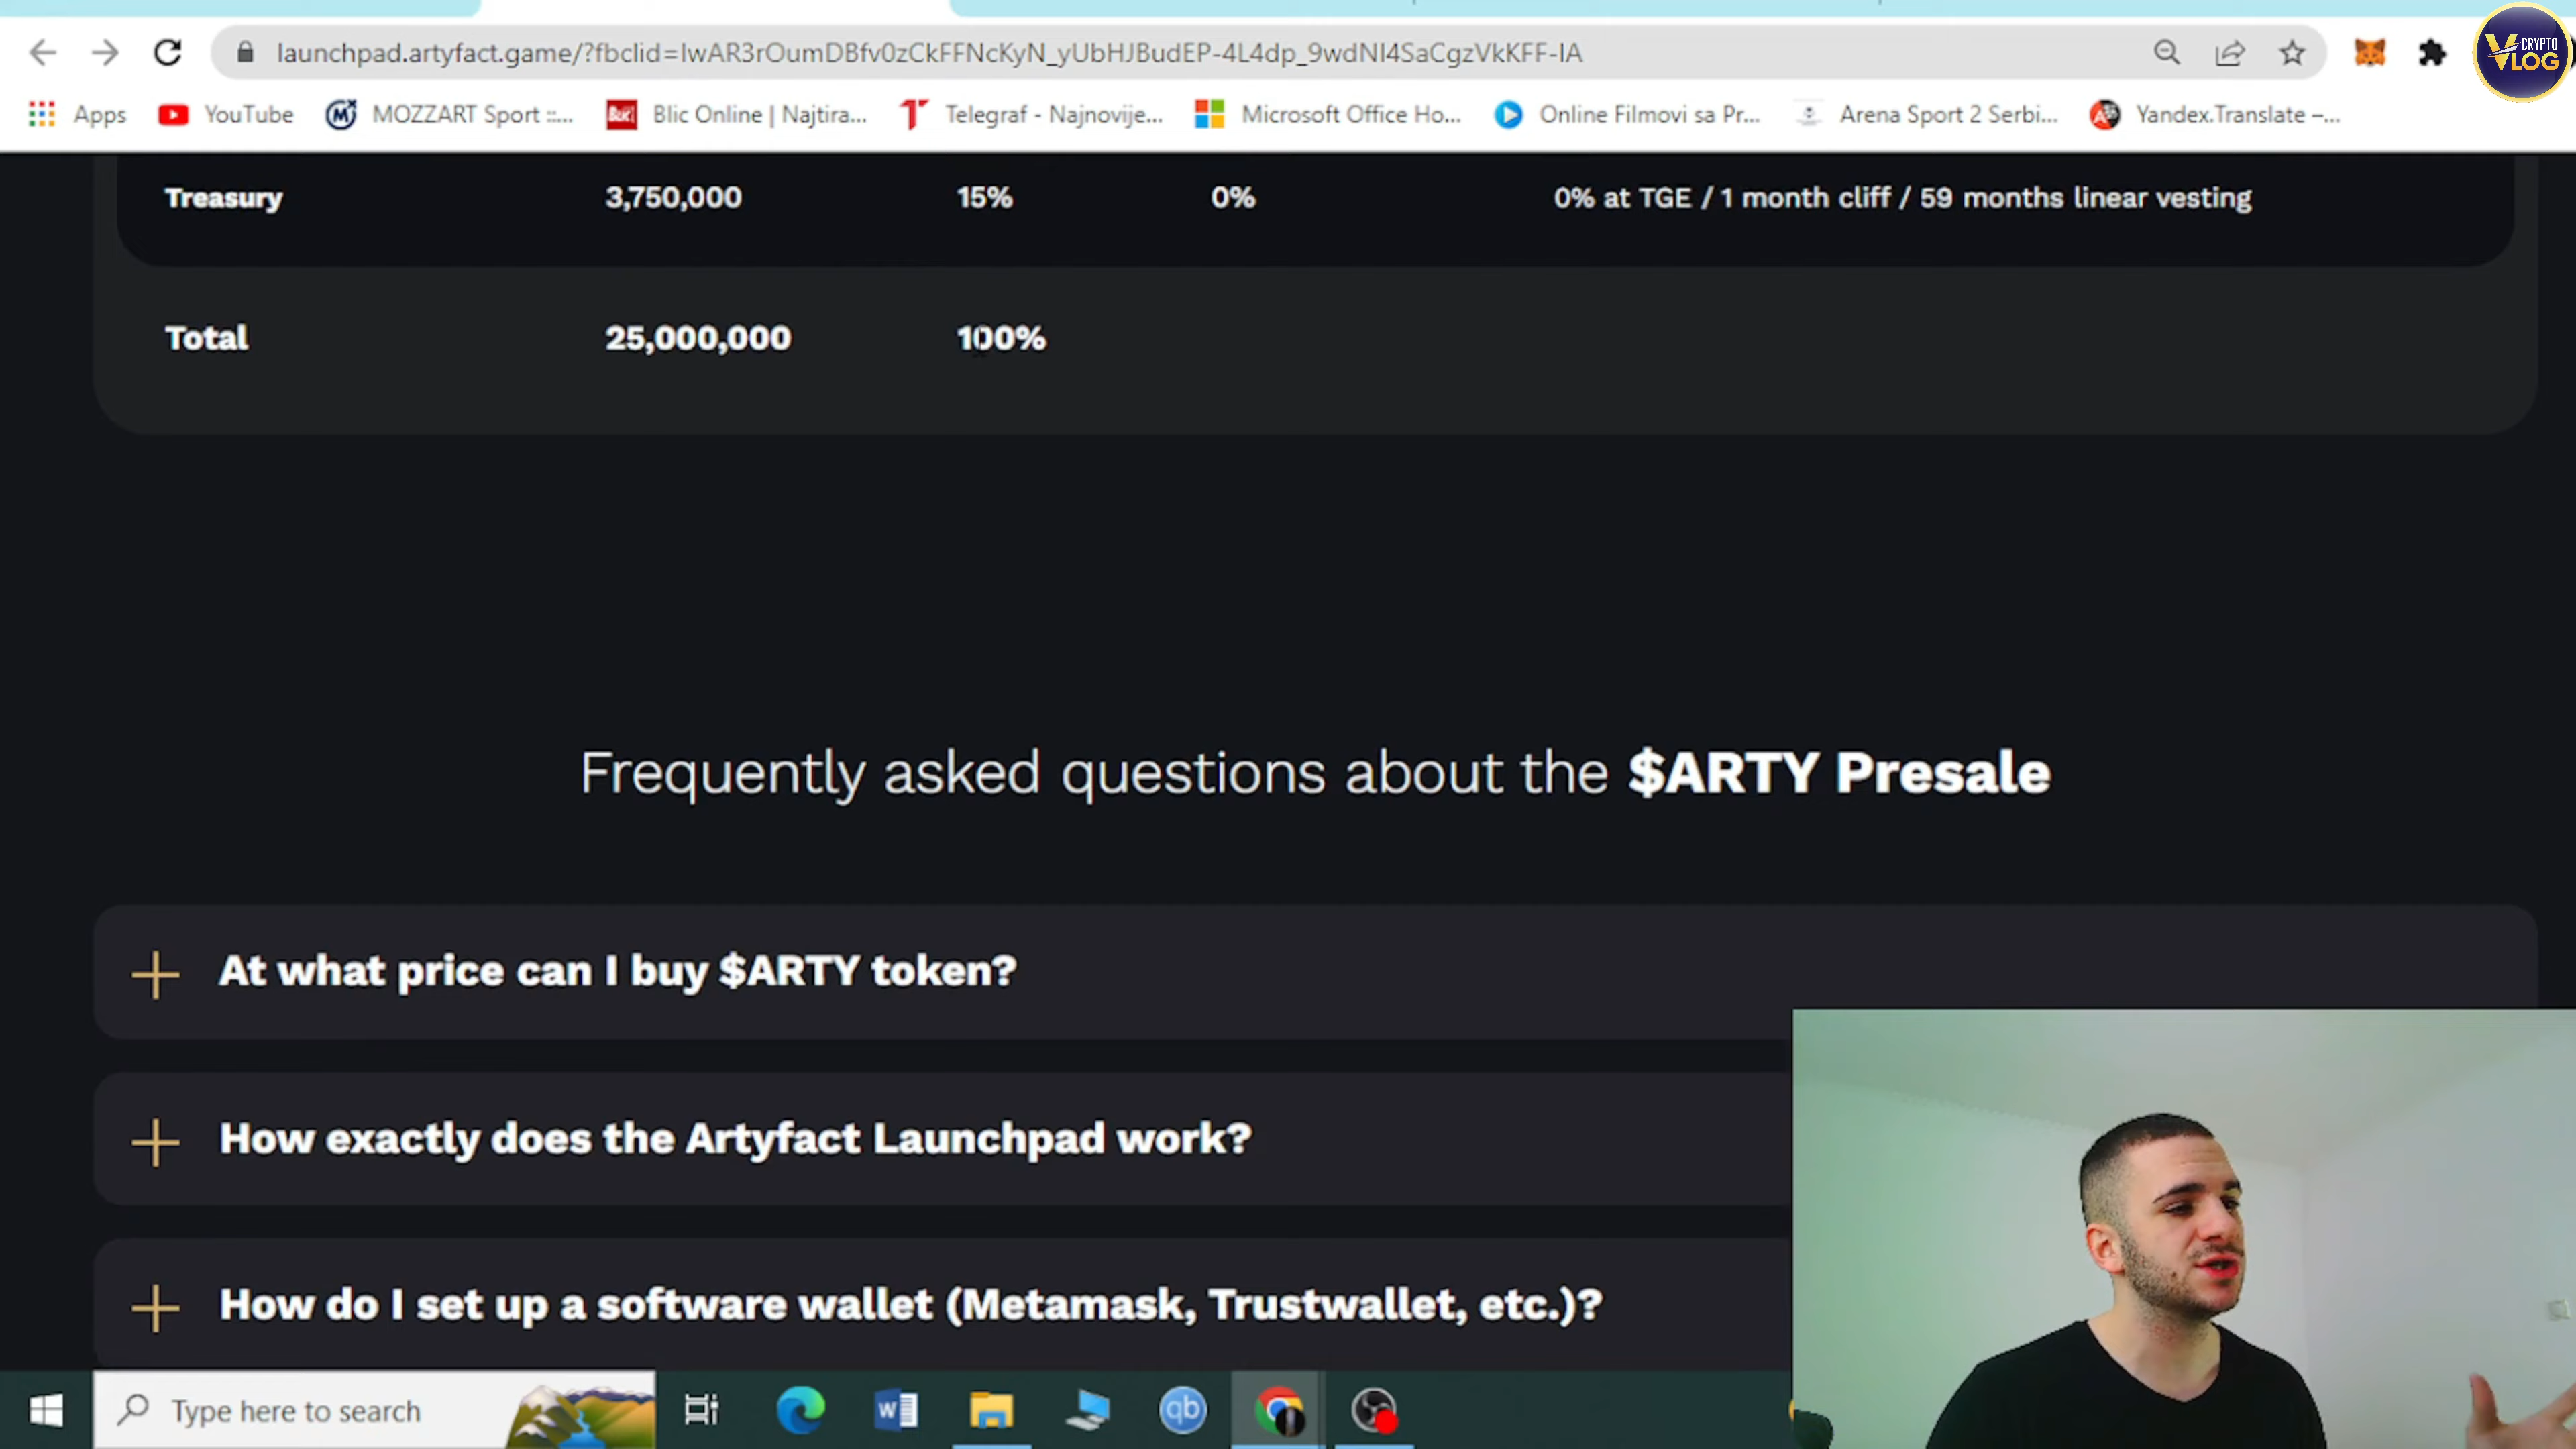 launchpad.artyfact.game/?fbclid=IwAR3rOumDBfv0zCkFFNcKyN_yUbHJBudEP-4L4dp_9wdNI4SaCgzVkKFF-IA
CRYPTO
VLOG
Apps YouTube MOZZART Sport ::... Blic Online | Najtira... Telegraf - Najnovije... Microsoft Office Ho... Online Filmovi sa Pr... Arena Sport 2 Serbi... Yandex.Translate –...
Treasury 3,750,000 15% 0% 0% at TGE / 1 month cliff / 59 months linear vesting
Total 25,000,000 100%
Frequently asked questions about the $ARTY Presale
At what price can I buy $ARTY token?
How exactly does the Artyfact Launchpad work?
How do I set up a software wallet (Metamask, Trustwallet, etc.)?
Type here to search